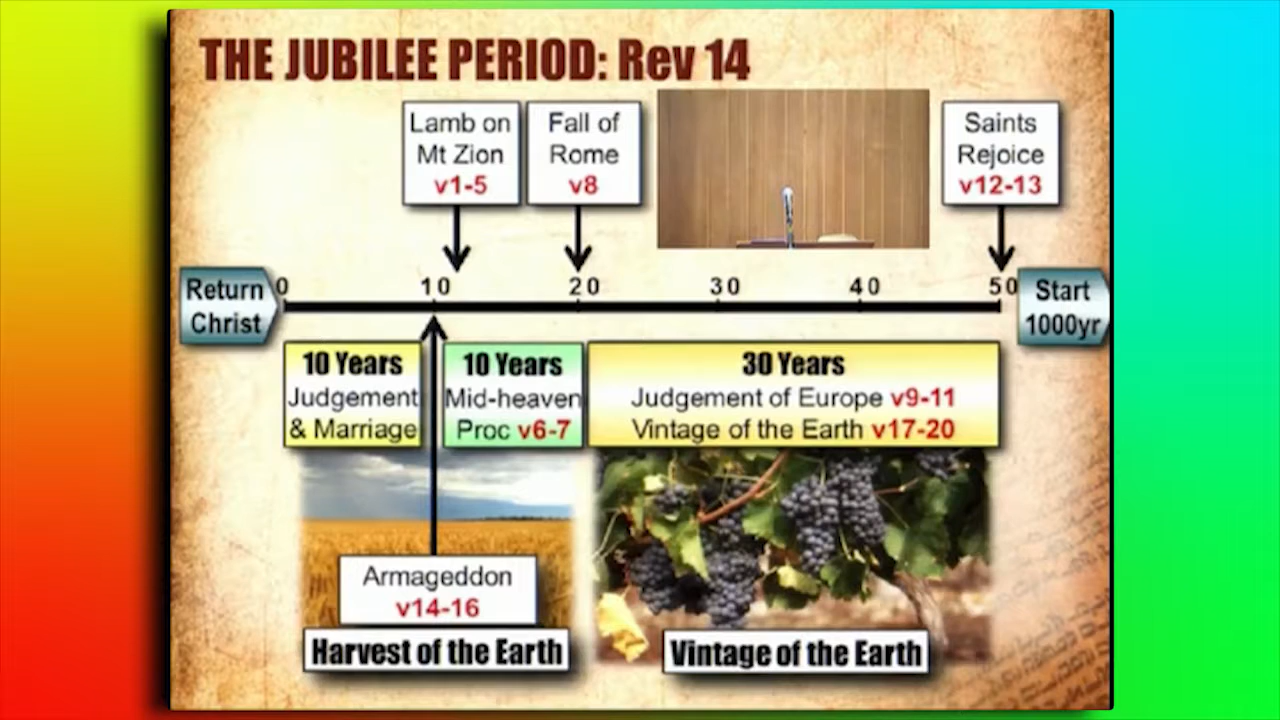 THE JUBILEE PERIOD: Rev 14
Lamb on
Mt Zion
v1-5
Fall of
Rome
v8
Saints
Rejoice
v12-13
Return
Christ
0 10 20 30 40 50
Start
1000yr
10 Years
Judgement
& Marriage
10 Years
Mid-heaven
Proc v6-7
30 Years
Judgement of Europe v9-11
Vintage of the Earth v17-20
Armageddon
v14-16
Harvest of the Earth
Vintage of the Earth